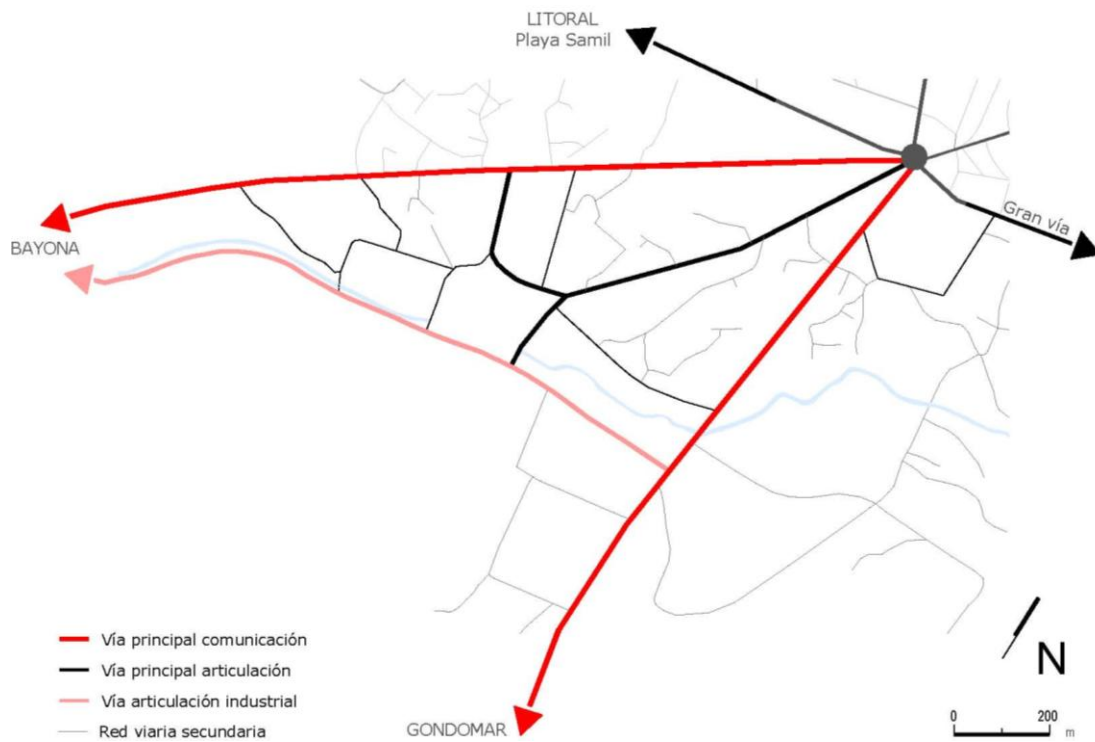 LITORAL
Playa Samil
Gran vía
BAYONA
Vía principal comunicación
Vía principal articulación
Vía articulación industrial
Red viaria secundaria
GONDOMAR
N
0 200
m